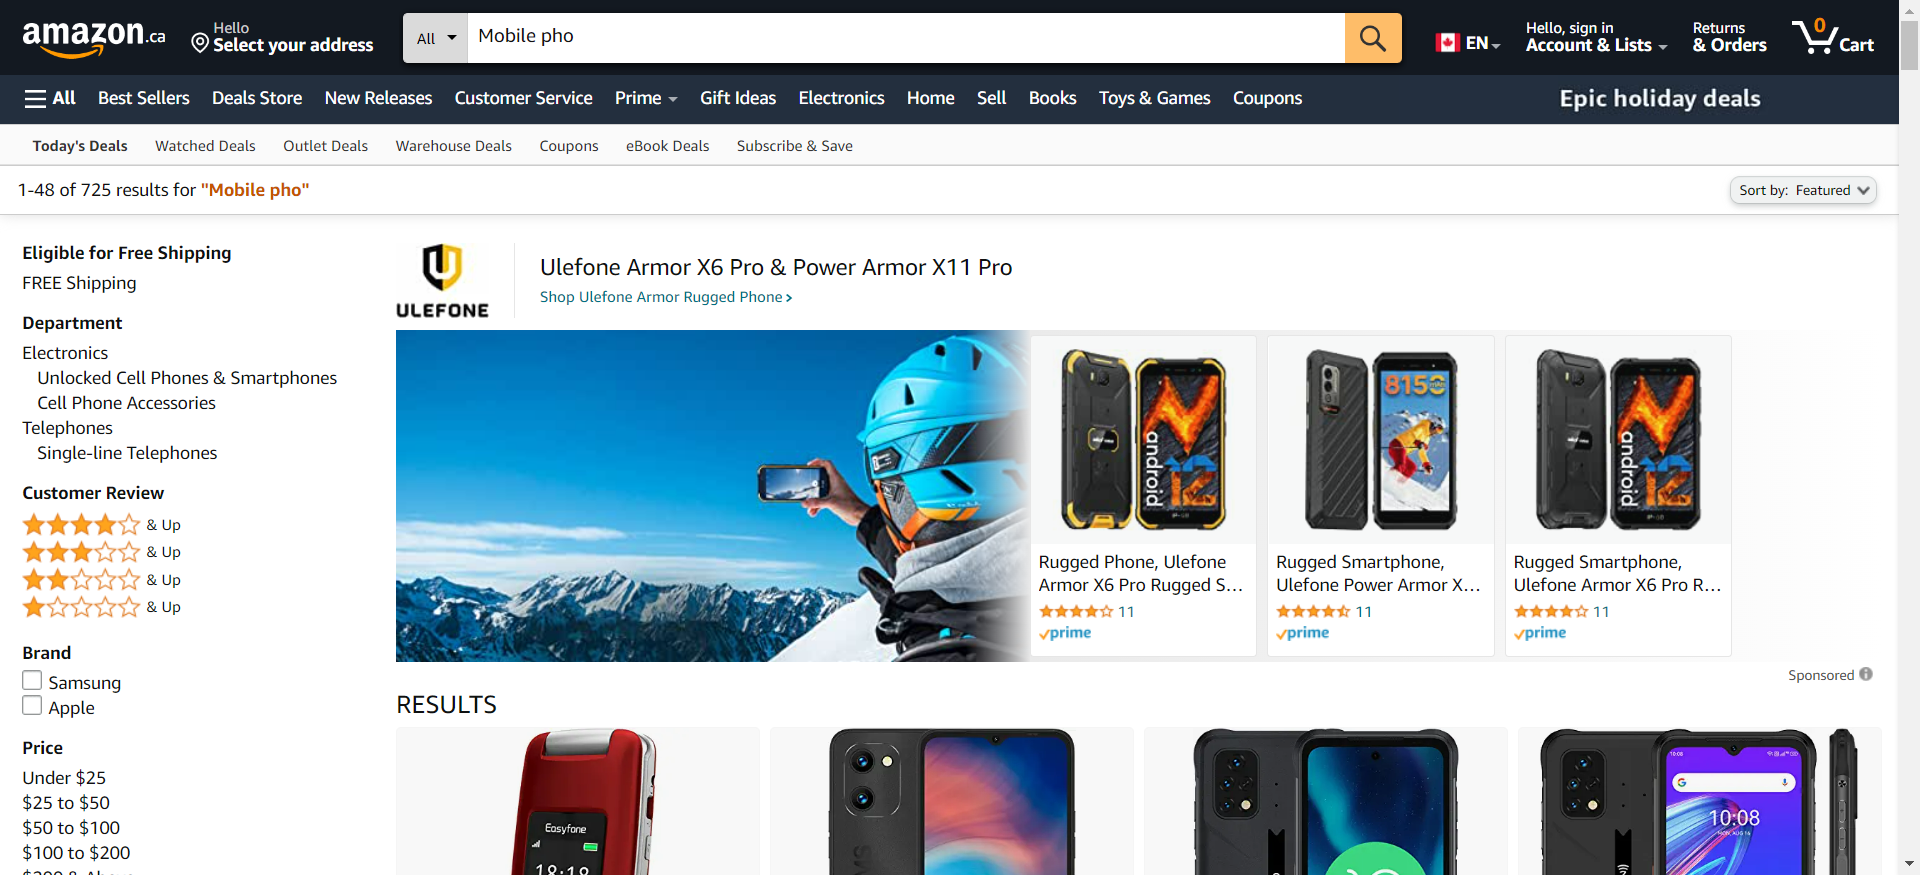 amazon.ca
Hello
Select your address
All
Mobile pho
EN
Hello, sign in
Account & Lists
Returns
& Orders
0
Cart
All
Best Sellers
Deals Store
New Releases
Customer Service
Prime
Gift Ideas
Electronics
Home
Sell
Books
Toys & Games
Coupons
Epic holiday deals
Today's Deals
Watched Deals
Outlet Deals
Warehouse Deals
Coupons
eBook Deals
Subscribe & Save
1-48 of 725 results for "Mobile pho"
Sort by: Featured
Eligible for Free Shipping
FREE Shipping
Department
Electronics
Unlocked Cell Phones & Smartphones
Cell Phone Accessories
Telephones
Single-line Telephones
Customer Review
& Up
& Up
& Up
& Up
Brand
Samsung
Apple
Price
Under $25
$25 to $50
$50 to $100
$100 to $200
ULEFONE
Ulefone Armor X6 Pro & Power Armor X11 Pro
Shop Ulefone Armor Rugged Phone
android
12
Rugged Phone, Ulefone
Armor X6 Pro Rugged S...
11
prime
8150
Rugged Smartphone,
Ulefone Power Armor X...
11
prime
android
12
Rugged Smartphone,
Ulefone Armor X6 Pro R...
11
prime
Sponsored
RESULTS
Easyfone
18:18
10:08